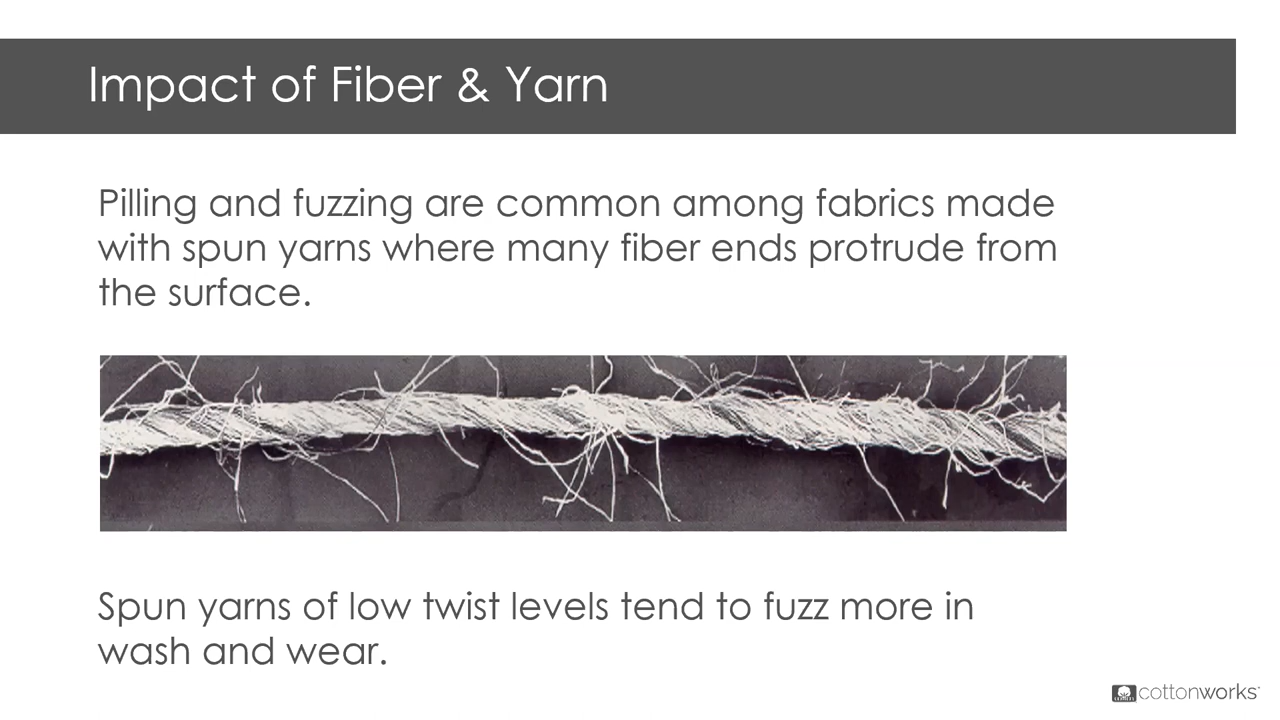 Impact of Fiber & Yarn
Pilling and fuzzing are common among fabrics made
with spun yarns where many fiber ends protrude from
the surface.
Spun yarns of low twist levels tend to fuzz more in
wash and wear.
cottonworks